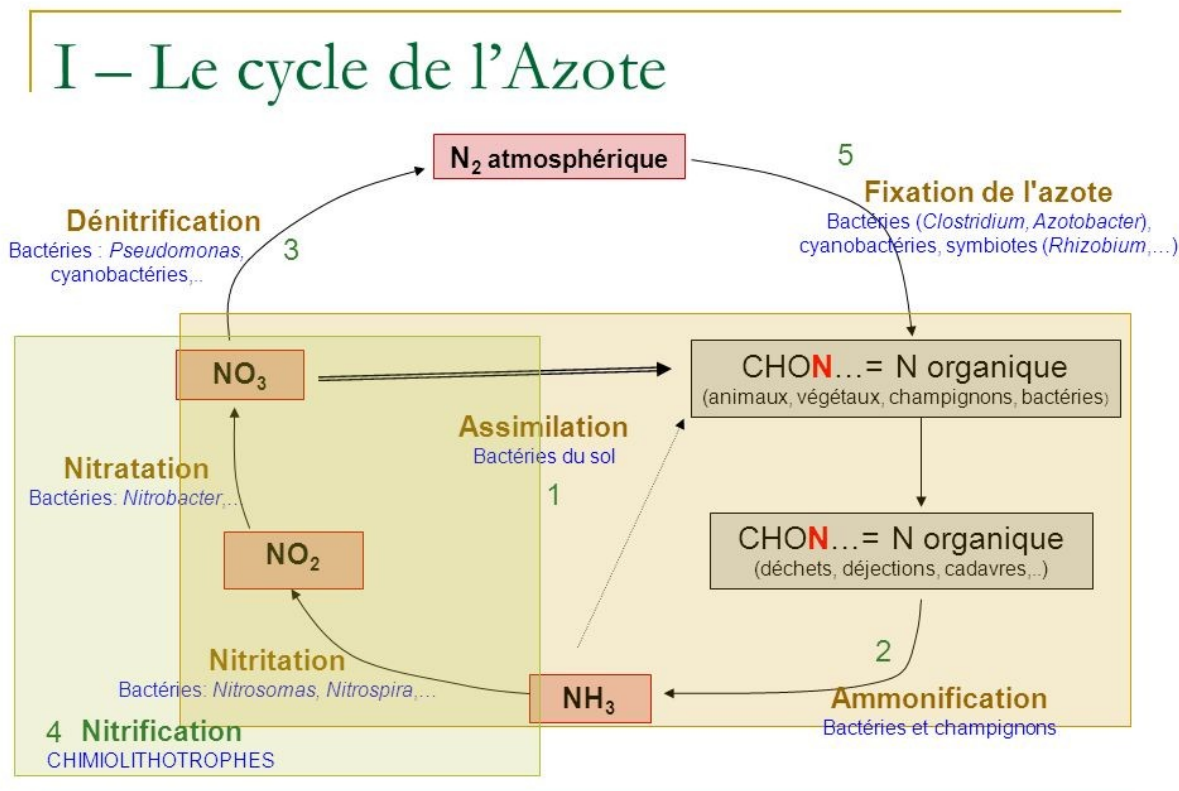 I – Le cycle de l'Azote
N₂ atmosphérique
5
Fixation de l'azote
Bactéries (Clostridium, Azotobacter),
cyanobactéries, symbiotes (Rhizobium,…)
Dénitrification
Bactéries : Pseudomonas,
cyanobactéries,..
3
NO₃
CHON…= N organique
(animaux, végétaux, champignons, bactéries)
Assimilation
Bactéries du sol
1
Nitratation
Bactéries: Nitrobacter,…
NO₂
CHON…= N organique
(déchets, déjections, cadavres,..)
Nitritation
Bactéries: Nitrosomas, Nitrospira,…
2
NH₃
Ammonification
Bactéries et champignons
4 Nitrification
CHIMIOLITHOTROPHES